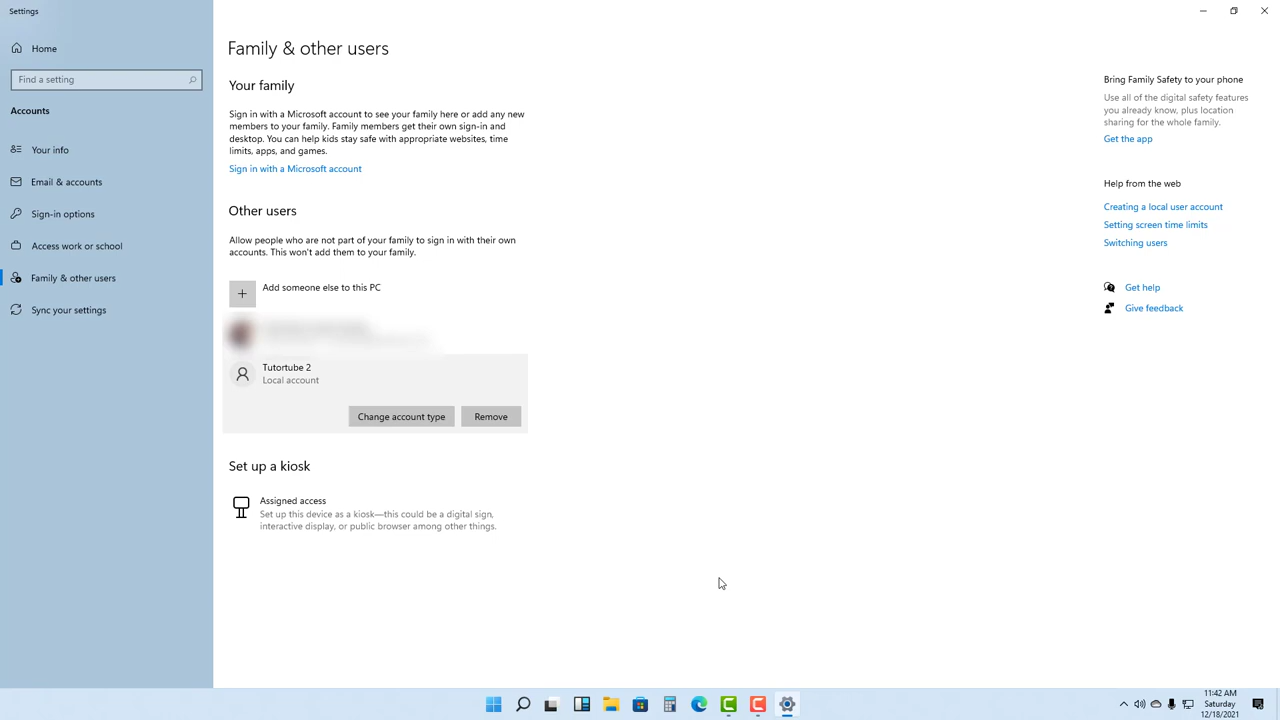 Settings
Home
Find a setting
Accounts
Your info
Email & accounts
Sign-in options
Access work or school
Family & other users
Sync your settings
Family & other users
Your family
Sign in with a Microsoft account to see your family here or add any new
members to your family. Family members get their own sign-in and
desktop. You can help kids stay safe with appropriate websites, time
limits, apps, and games.
Sign in with a Microsoft account
Other users
Allow people who are not part of your family to sign in with their own
accounts. This won't add them to your family.
Add someone else to this PC
Tutortube 2
Local account
Change account type
Remove
Set up a kiosk
Assigned access
Set up this device as a kiosk—this could be a digital sign,
interactive display, or public browser among other things.
Bring Family Safety to your phone
Use all of the digital safety features
you already know, plus location
sharing for the whole family.
Get the app
Help from the web
Creating a local user account
Setting screen time limits
Switching users
Get help
Give feedback
11:42 AM
Saturday
12/18/2021